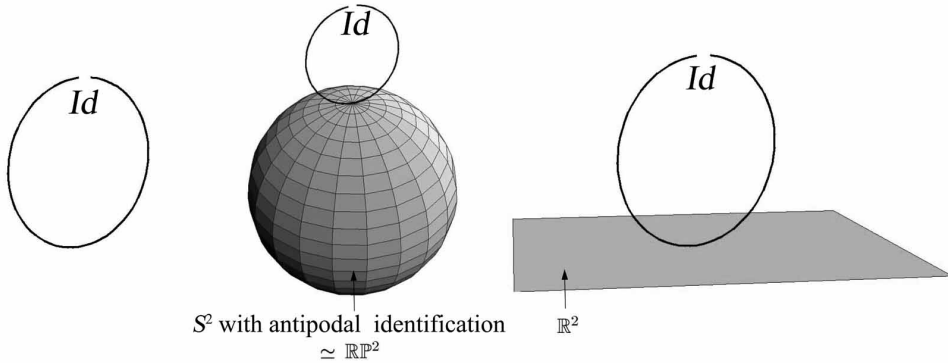 Id
Id
Id
S² with antipodal identification
≃ ℝℙ²
ℝ²